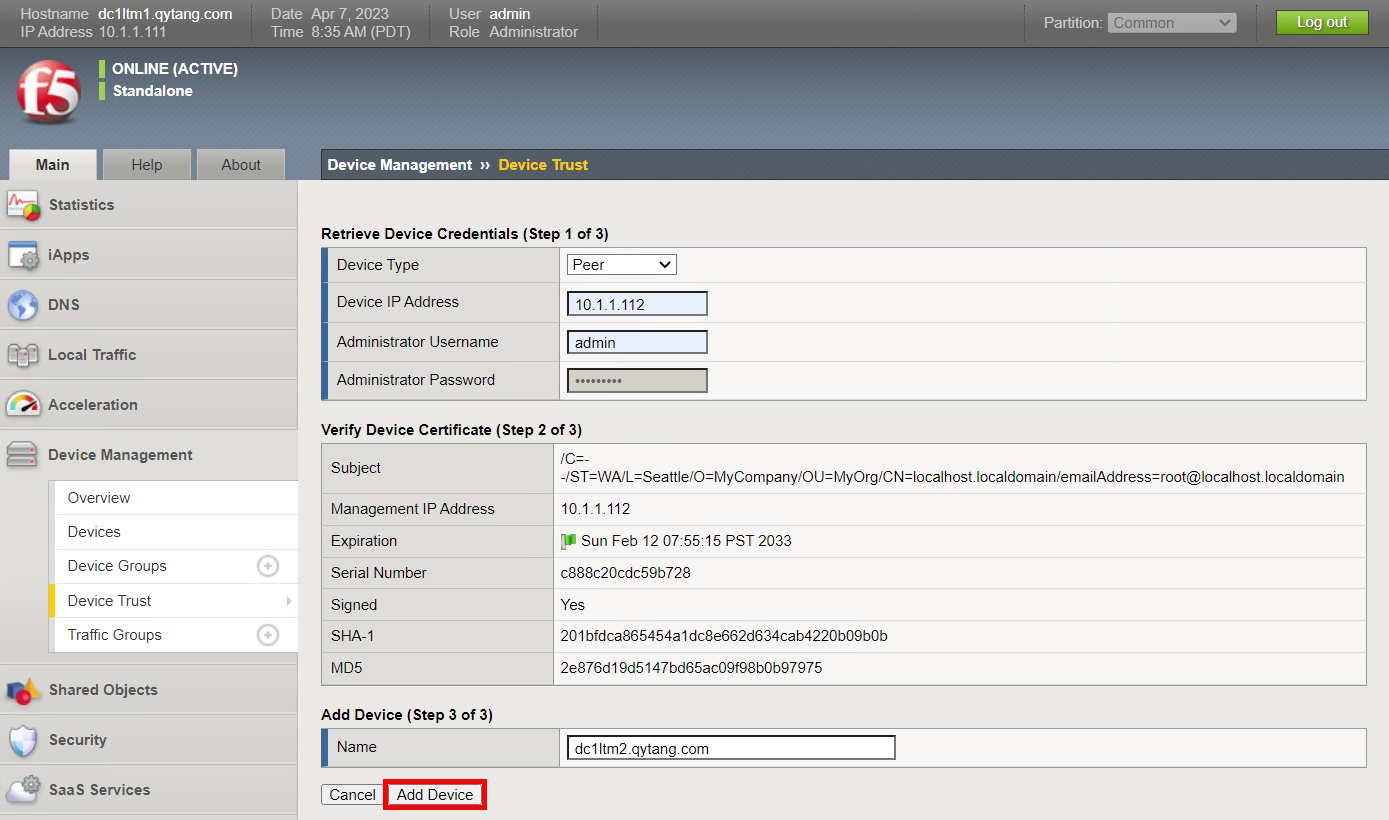 Hostname dc1ltm1.qytang.com Date Apr 7, 2023 User admin Partition: Common Log out
IP Address 10.1.1.111 Time 8:35 AM (PDT) Role Administrator
f5
ONLINE (ACTIVE)
Standalone
Main Help About
Device Management ›› Device Trust
Statistics
iApps
DNS
Local Traffic
Acceleration
Device Management
Overview
Devices
Device Groups
Device Trust
Traffic Groups
Shared Objects
Security
SaaS Services
Retrieve Device Credentials (Step 1 of 3)
Device Type Peer
Device IP Address 10.1.1.112
Administrator Username admin
Administrator Password •••••••••
Verify Device Certificate (Step 2 of 3)
Subject /C=-
-/ST=WA/L=Seattle/O=MyCompany/OU=MyOrg/CN=localhost.localdomain/emailAddress=root@localhost.localdomain
Management IP Address 10.1.1.112
Expiration Sun Feb 12 07:55:15 PST 2033
Serial Number c888c20cdc59b728
Signed Yes
SHA-1 201bfdca865454a1dc8e662d634cab4220b09b0b
MD5 2e876d19d5147bd65ac09f98b0b97975
Add Device (Step 3 of 3)
Name dc1ltm2.qytang.com
Cancel Add Device